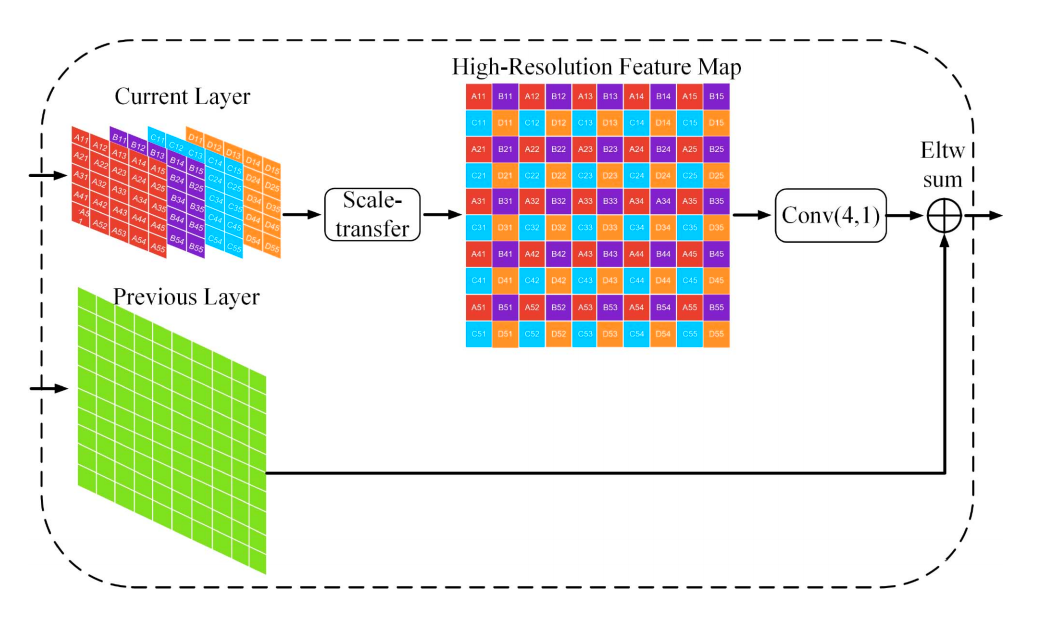 High-Resolution Feature Map
Current Layer
A11 A12 A13 A14 A15
A21 A22 A23 A24 A25
A31 A32 A33 A34 A35
A41 A42 A43 A44 A45
A5 A52 A53 A54 A55
B11 B12 B13 B14 B15
B24 B25
B34 B35
B44 B45
B54 B55
C11 C12 C13 C14 C15
C24 C25
C34 C35
C44 C45
C54 C55
D11 D12 D13 D14 D15
D24 D25
D34 D35
D44 D45
D54 D55
Scale-
transfer
A11 B11 A12 B12 A13 B13 A14 B14 A15 B15
C11 D11 C12 D12 C13 D13 C14 D14 C15 D15
A21 B21 A22 B22 A23 B23 A24 B24 A25 B25
C21 D21 C22 D22 C23 D23 C24 D24 C25 D25
A31 B31 A32 B32 A33 B33 A34 B34 A35 B35
C31 D31 C32 D32 C33 D33 C34 D34 C35 D35
A41 B41 A42 B42 A43 B43 A44 B44 A45 B45
C41 D41 C42 D42 C43 D43 C44 D44 C45 D45
A51 B51 A52 B52 A53 B53 A54 B54 A55 B55
C51 D51 C52 D52 C53 D53 C54 D54 C55 D55
Conv(4,1)
Eltw
sum
Previous Layer